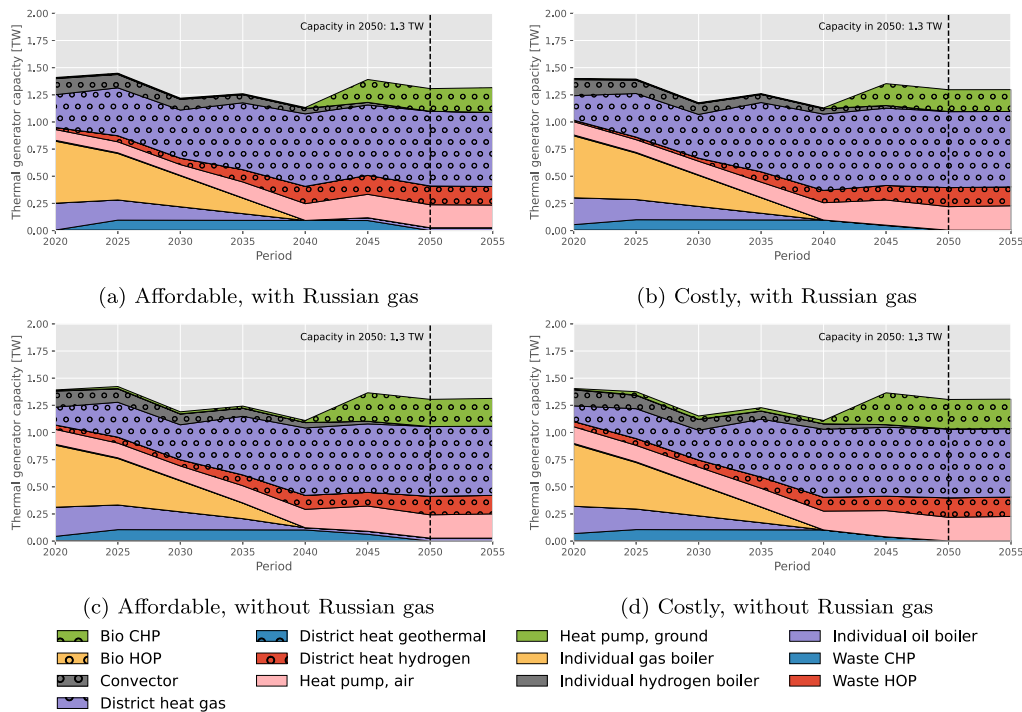 Thermal generator capacity [TW]
2.00
1.75
1.50
1.25
1.00
0.75
0.50
0.25
0.00
Capacity in 2050: 1.3 TW
2020 2025 2030 2035 2040 2045 2050 2055
Period
(a) Affordable, with Russian gas
Thermal generator capacity [TW]
2.00
1.75
1.50
1.25
1.00
0.75
0.50
0.25
0.00
Capacity in 2050: 1.3 TW
2020 2025 2030 2035 2040 2045 2050 2055
Period
(b) Costly, with Russian gas
Thermal generator capacity [TW]
2.00
1.75
1.50
1.25
1.00
0.75
0.50
0.25
0.00
Capacity in 2050: 1.3 TW
2020 2025 2030 2035 2040 2045 2050 2055
Period
(c) Affordable, without Russian gas
Thermal generator capacity [TW]
2.00
1.75
1.50
1.25
1.00
0.75
0.50
0.25
0.00
Capacity in 2050: 1.3 TW
2020 2025 2030 2035 2040 2045 2050 2055
Period
(d) Costly, without Russian gas
Bio CHP
Bio HOP
Convector
District heat gas
District heat geothermal
District heat hydrogen
Heat pump, air
Heat pump, ground
Individual gas boiler
Individual hydrogen boiler
Individual oil boiler
Waste CHP
Waste HOP